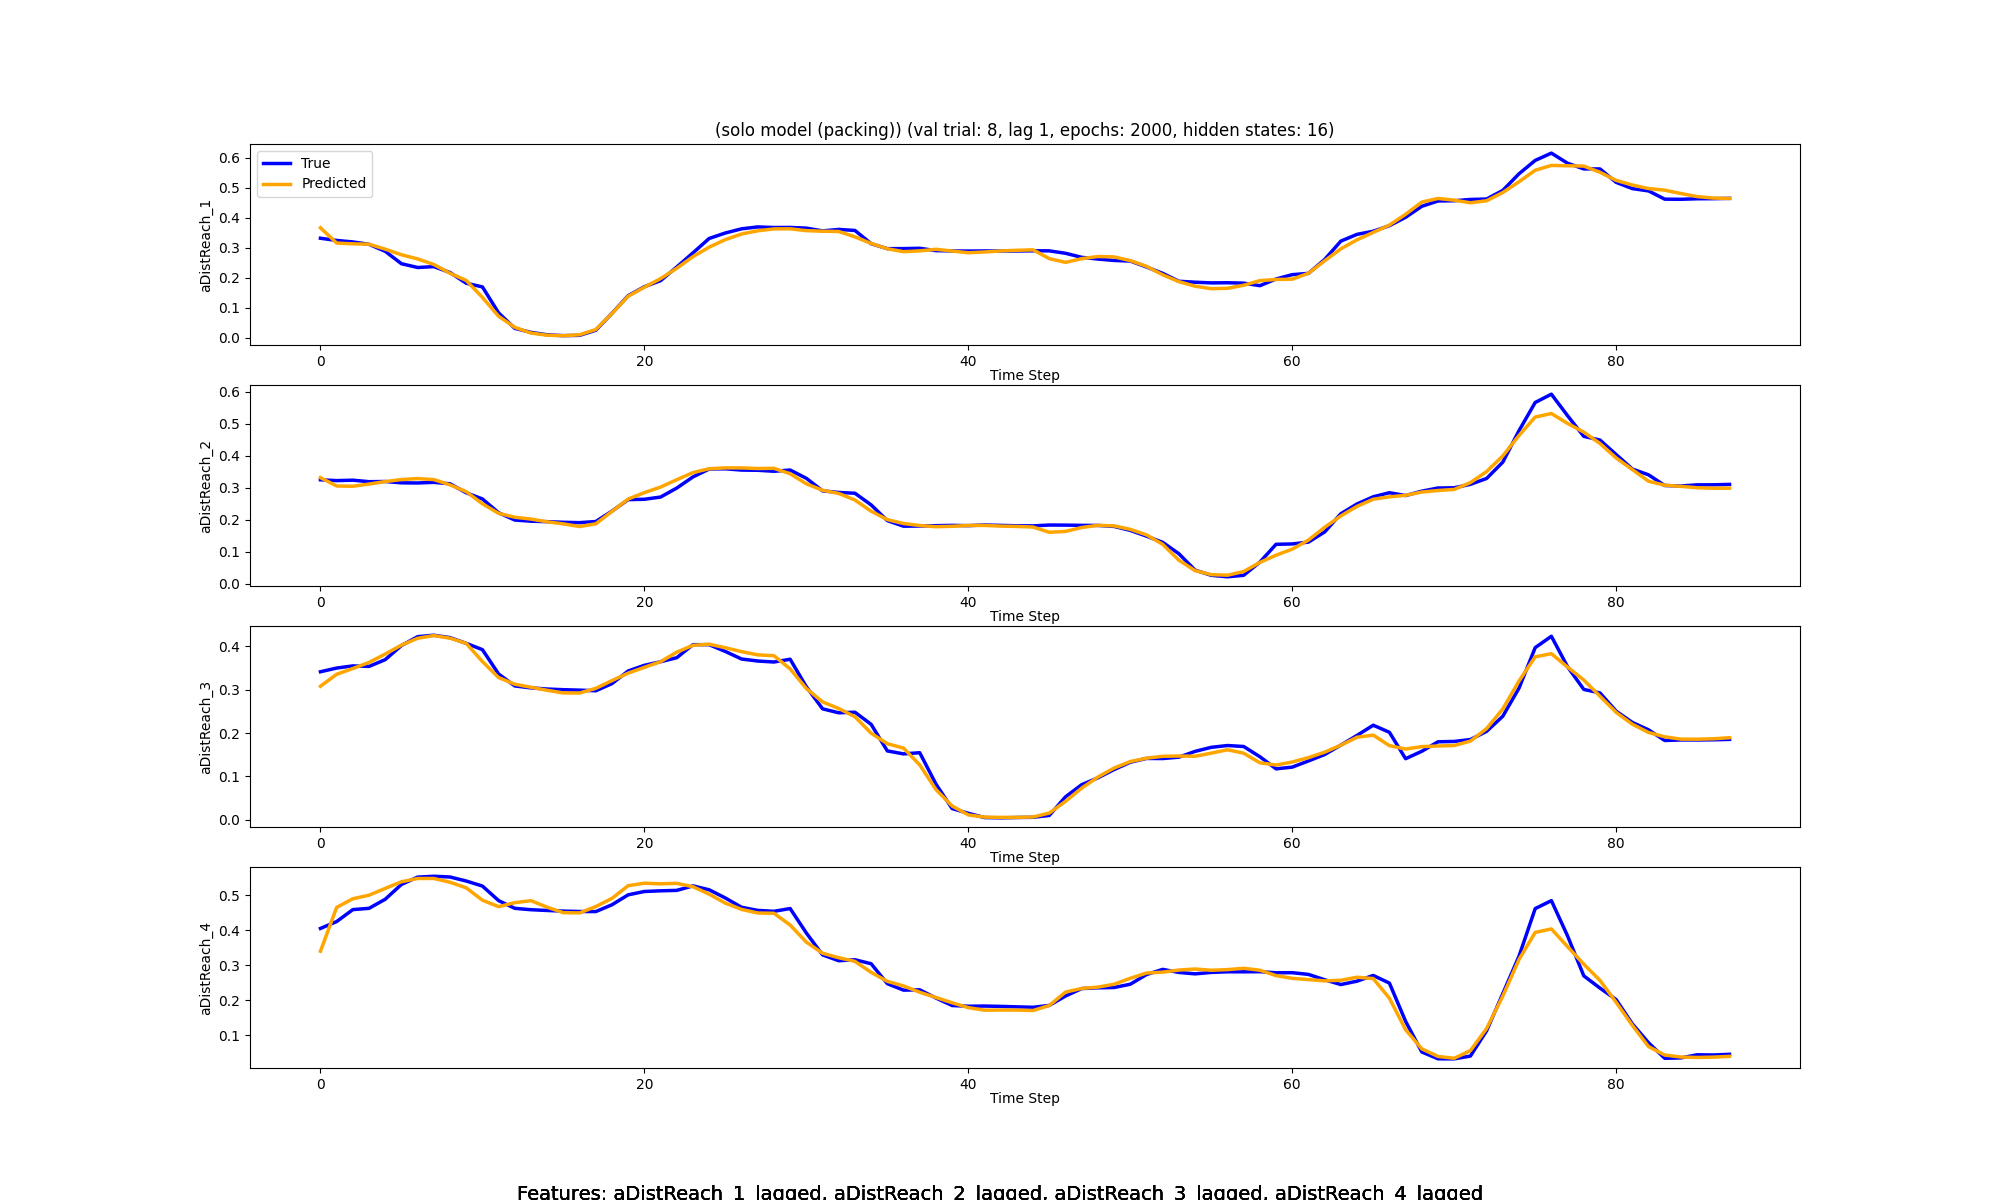 (solo model (packing)) (val trial: 8, lag 1, epochs: 2000, hidden states: 16)
True
Predicted
aDistReach_1
0.6
0.5
0.4
0.3
0.2
0.1
0.0
0 20 40 60 80
Time Step
aDistReach_2
0.6
0.5
0.4
0.3
0.2
0.1
0.0
0 20 40 60 80
Time Step
aDistReach_3
0.4
0.3
0.2
0.1
0.0
0 20 40 60 80
Time Step
aDistReach_4
0.5
0.4
0.3
0.2
0.1
0 20 40 60 80
Time Step
Features: aDistReach_1_lagged, aDistReach_2_lagged, aDistReach_3_lagged, aDistReach_4_lagged